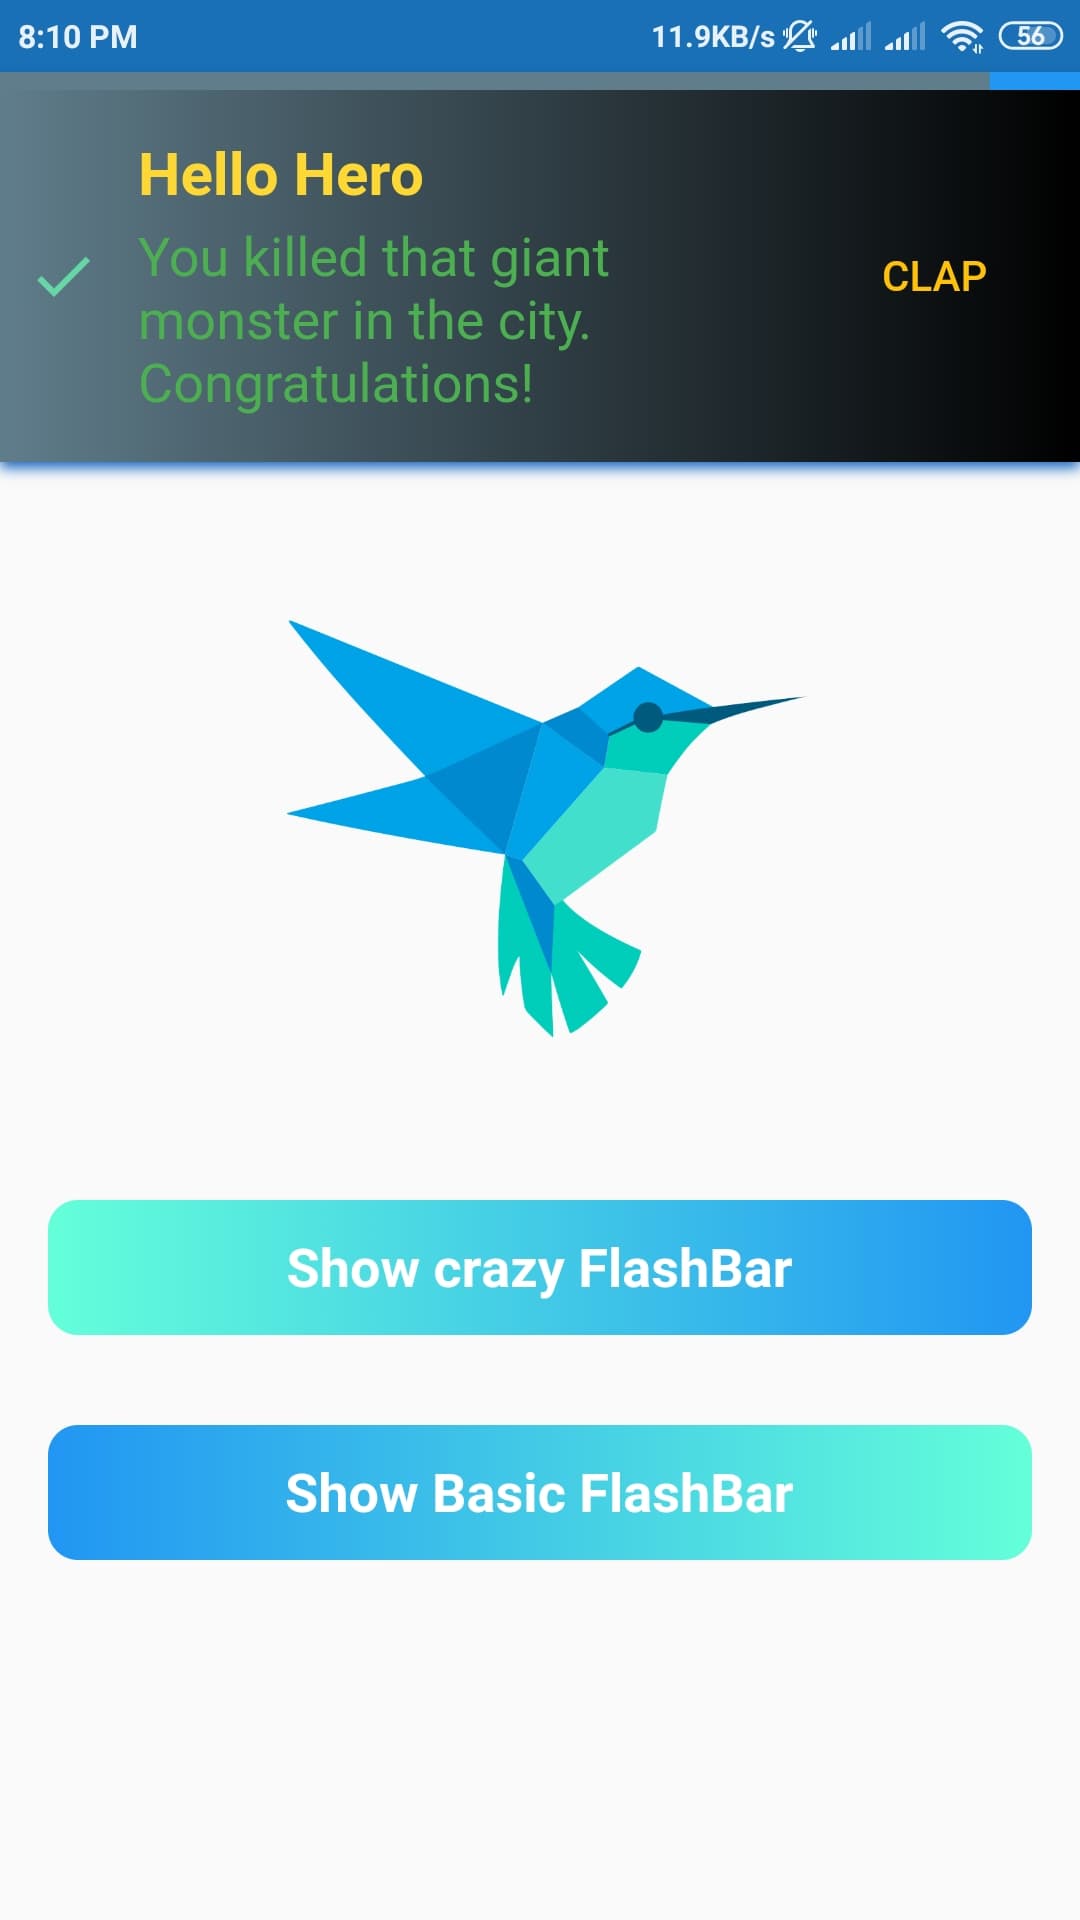 8:10 PM 11.9KB/s 56
Hello Hero
You killed that giant
monster in the city.
Congratulations!
CLAP
Show crazy FlashBar
Show Basic FlashBar